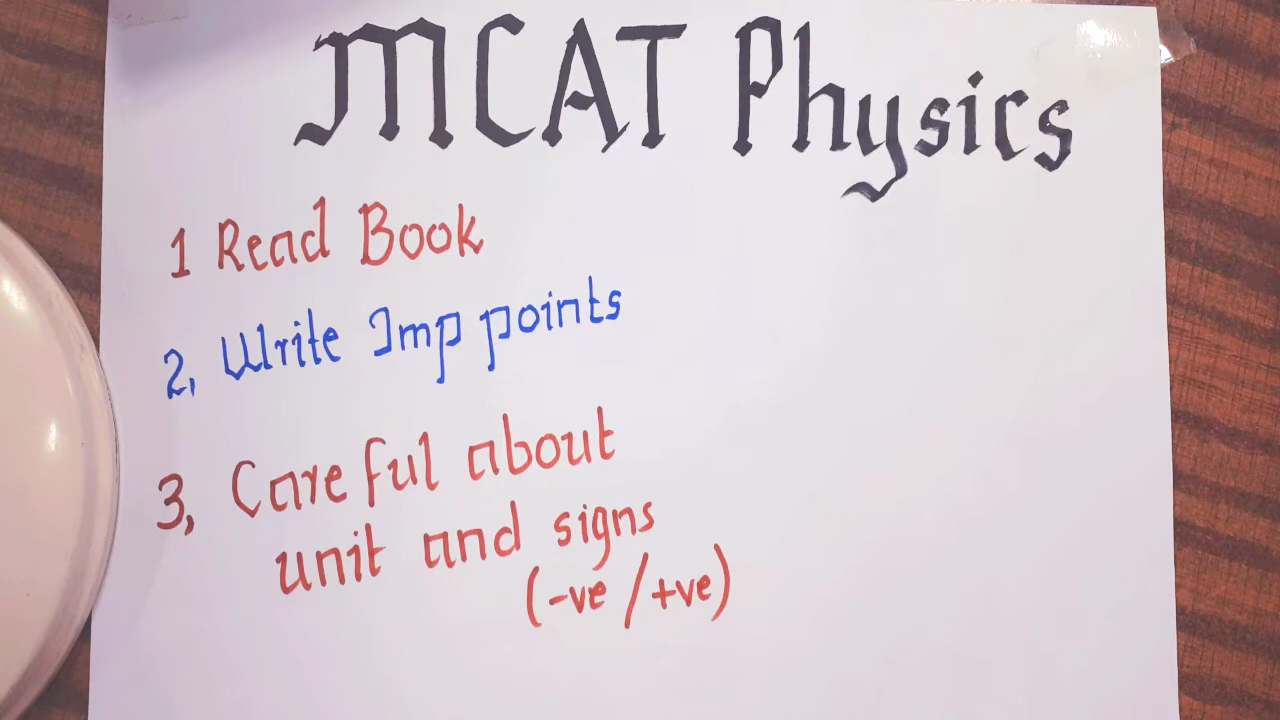 MCAT Physics
1 Read Book
2, Write Imp points
3, Careful about
unit and signs
(-ve / +ve)